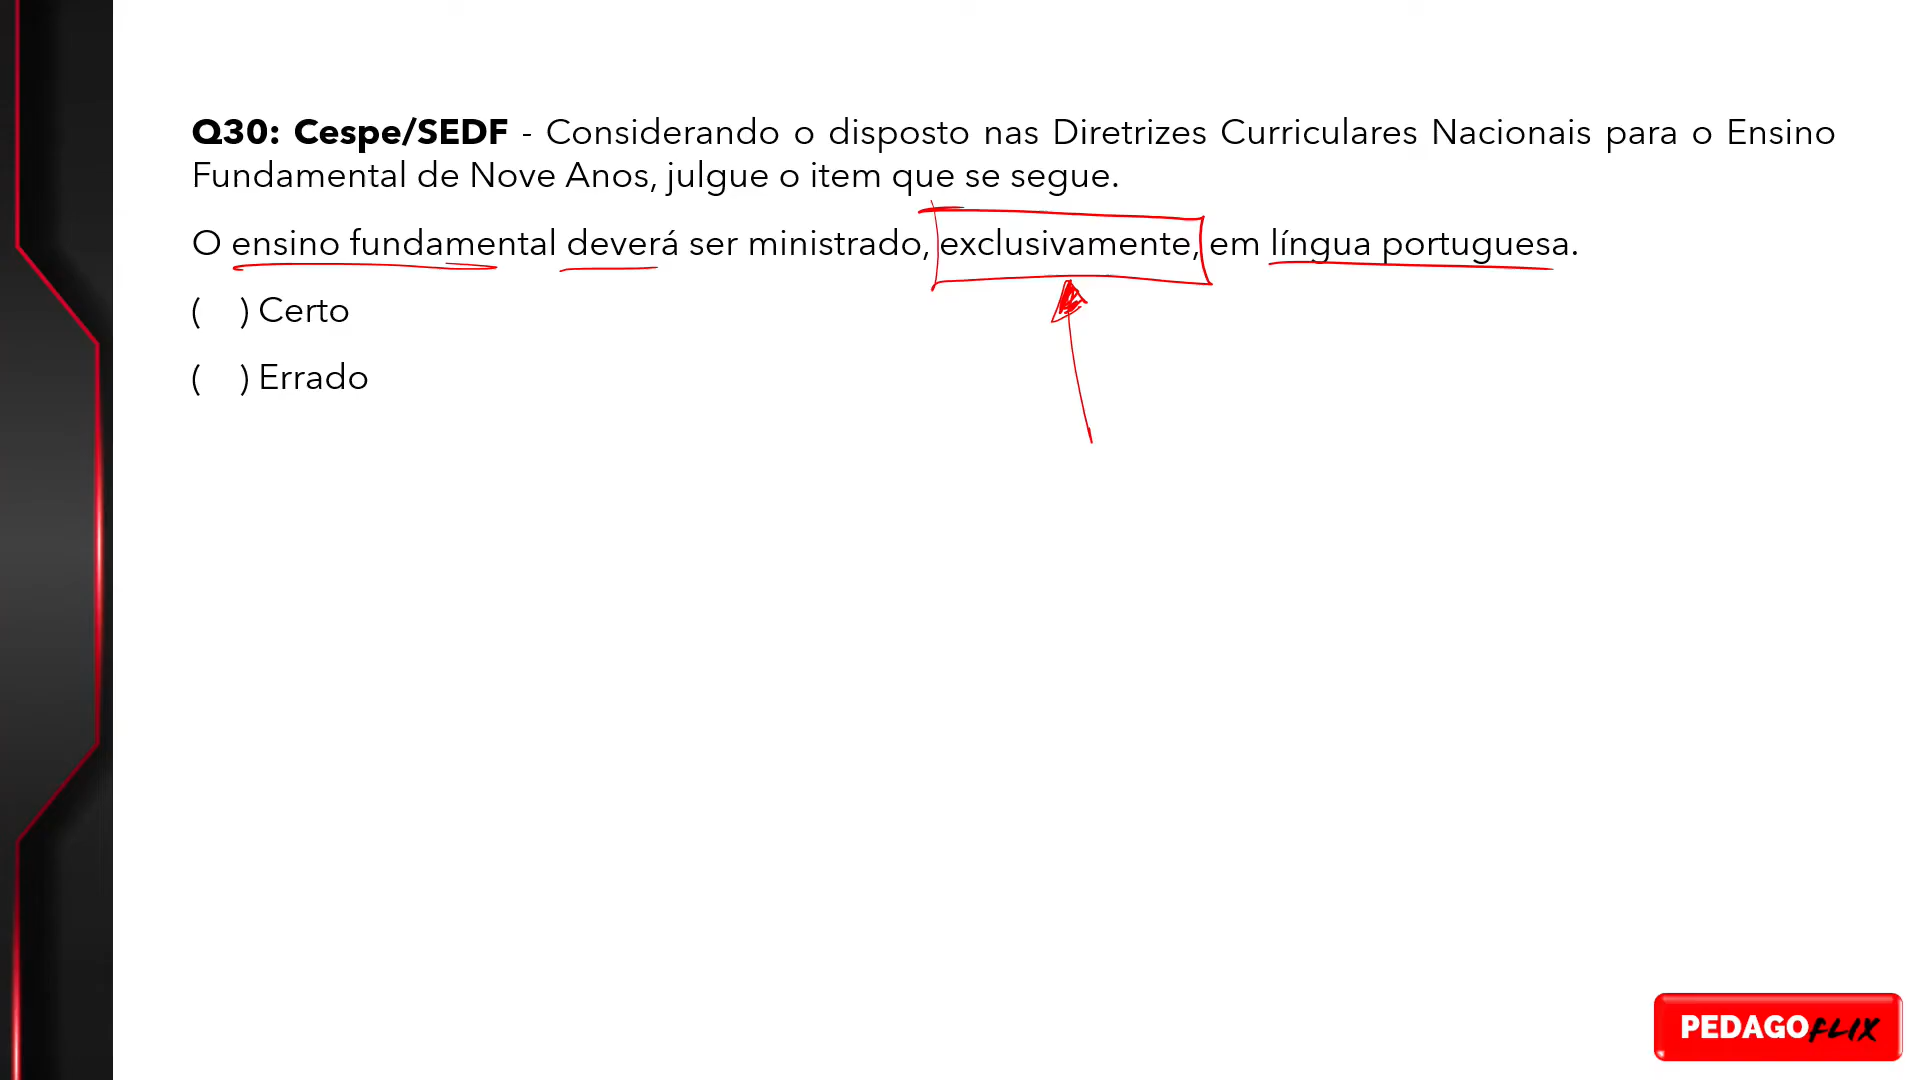 Q30: Cespe/SEDF - Considerando o disposto nas Diretrizes Curriculares Nacionais para o Ensino
Fundamental de Nove Anos, julgue o item que se segue.
O ensino fundamental deverá ser ministrado, exclusivamente, em língua portuguesa.
( ) Certo
( ) Errado
PEDAGOFLIX